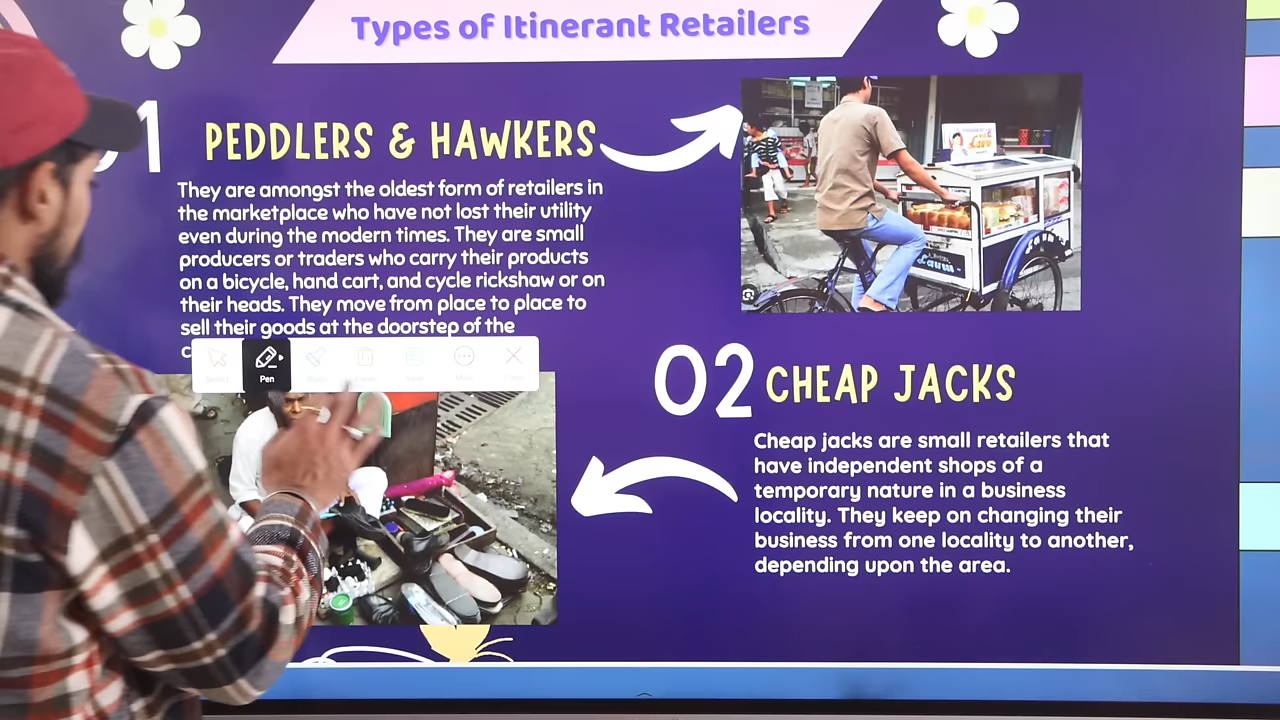 Types of Itinerant Retailers
1
PEDDLERS & HAWKERS
They are amongst the oldest form of retailers in
the marketplace who have not lost their utility
even during the modern times. They are small
producers or traders who carry their products
on a bicycle, hand cart, and cycle rickshaw or on
their heads. They move from place to place to
sell their goods at the doorstep of the
Select
Pen
02 CHEAP JACKS
Cheap jacks are small retailers that
have independent shops of a
temporary nature in a business
locality. They keep on changing their
business from one locality to another,
depending upon the area.